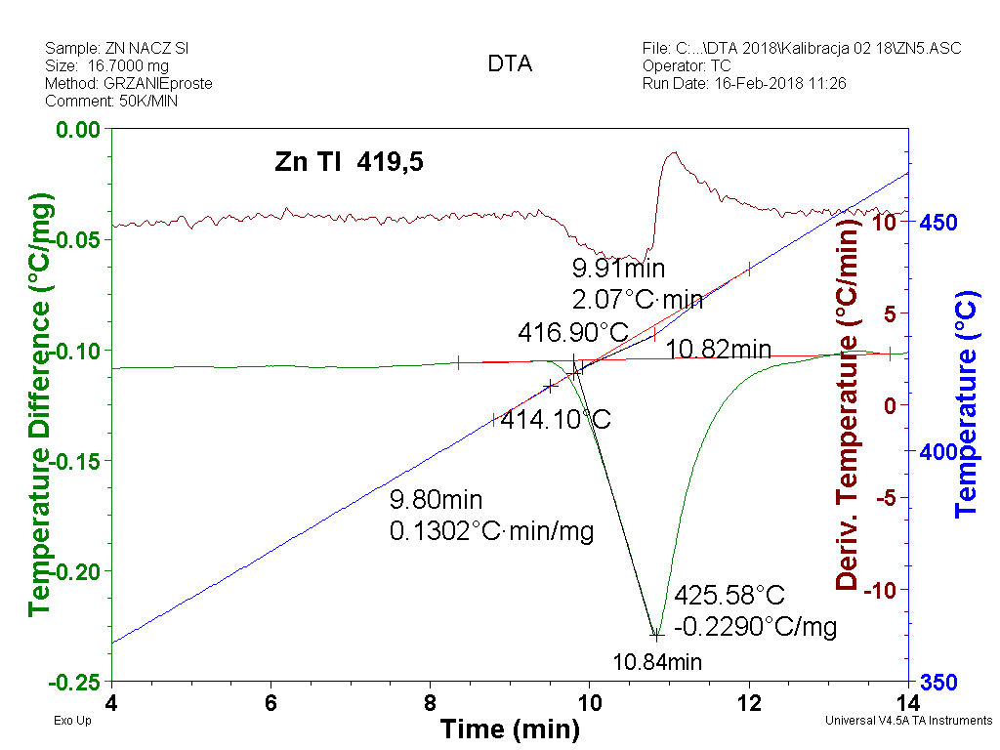 Sample: ZN NACZ SI
Size:  16.7000 mg
Method: GRZANIEproste
Comment: 50K/MIN
DTA
File: C:...\DTA 2018\Kalibracja 02 18\ZN5.ASC
Operator: TC
Run Date: 16-Feb-2018 11:26
Zn Tl  419,5
0.00
-0.05
-0.10
-0.15
-0.20
-0.25
Temperature Difference (°C/mg)
9.91min
2.07°C·min
416.90°C
10.82min
414.10°C
9.80min
0.1302°C·min/mg
425.58°C
-0.2290°C/mg
10.84min
10
5
0
-5
-10
Deriv. Temperature (°C/min)
450
400
350
Temperature (°C)
4
6
8
10
12
14
Time (min)
Exo Up
Universal V4.5A TA Instruments